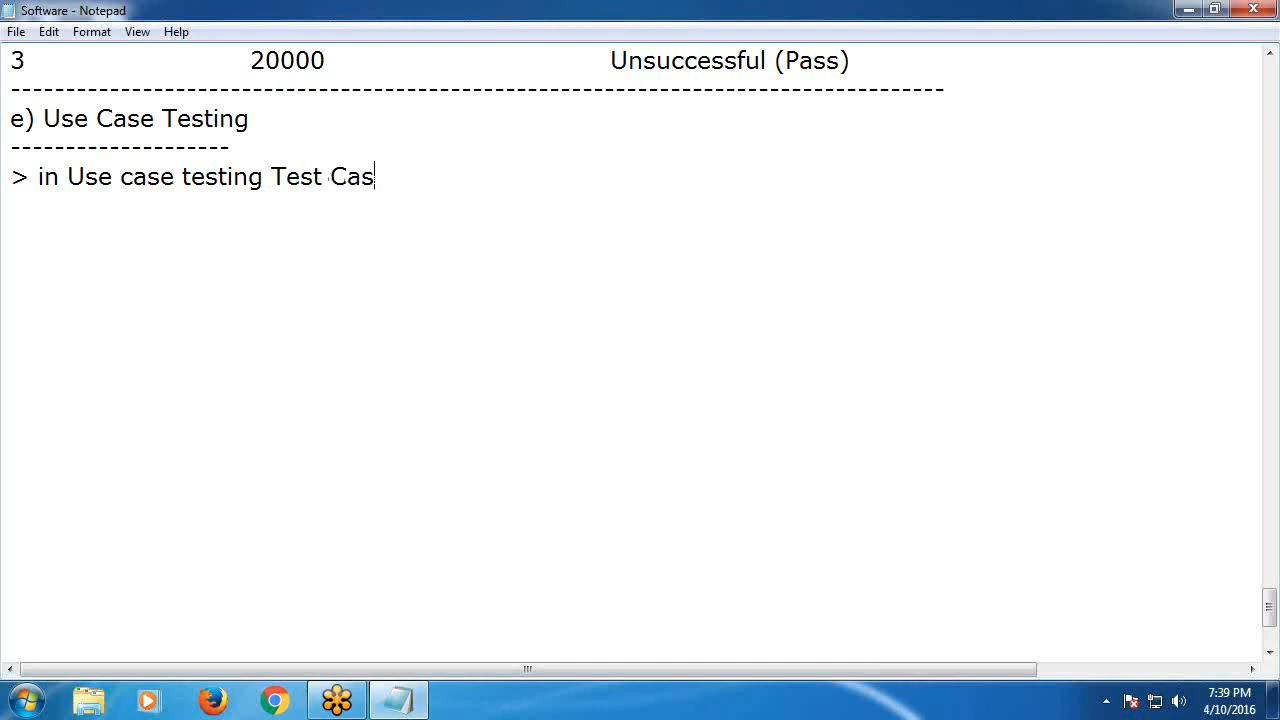 Software - Notepad
File Edit Format View Help
3 20000 Unsuccessful (Pass)
-------------------------------------------------------------------------------------
e) Use Case Testing
--------------------
> in Use case testing Test Cas
7:39 PM
4/10/2016